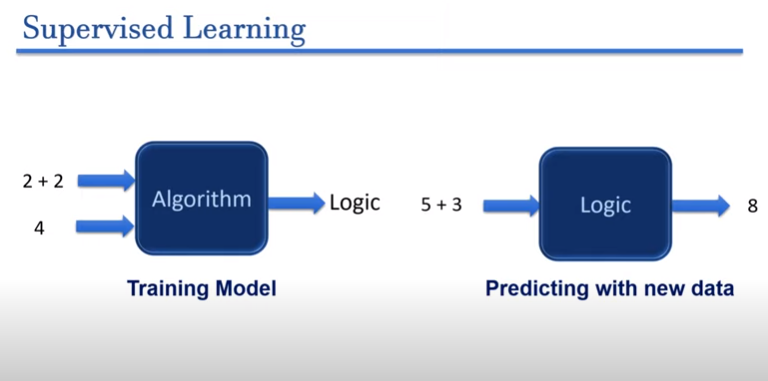 Supervised Learning
2 + 2
4
Algorithm
Logic
Training Model
5 + 3
Logic
8
Predicting with new data